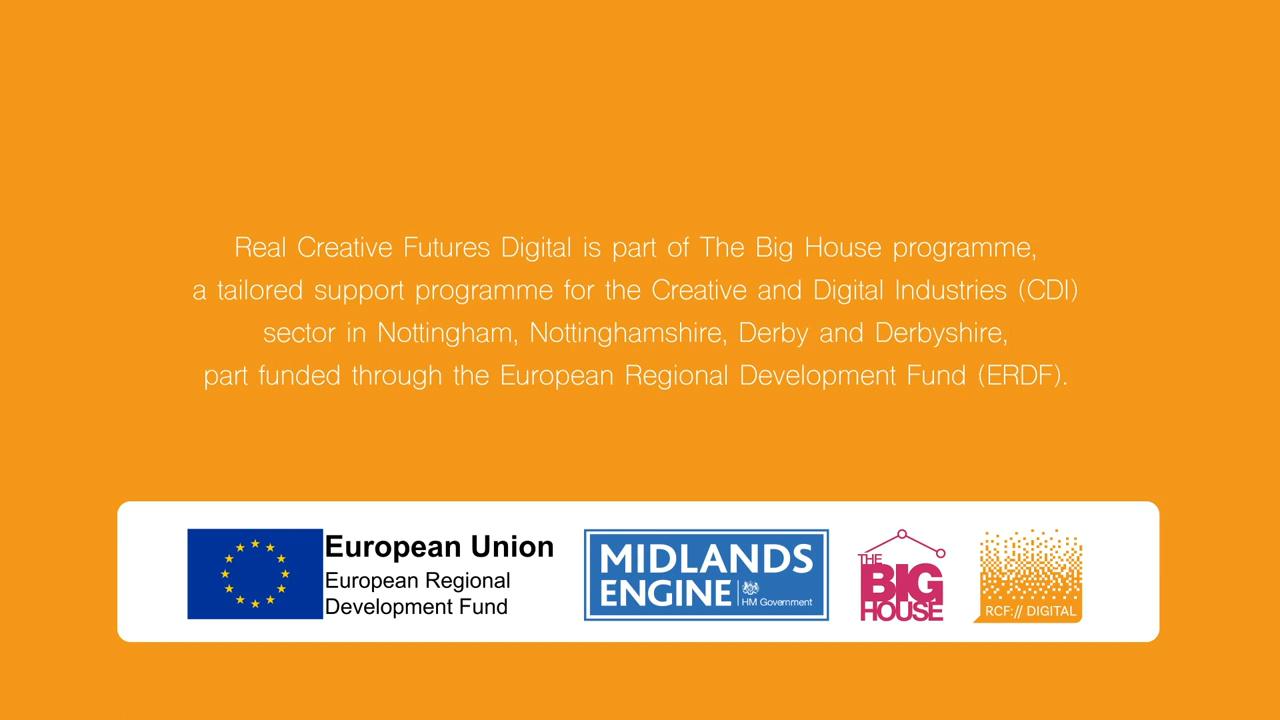 Real Creative Futures Digital is part of The Big House programme,
a tailored support programme for the Creative and Digital Industries (CDI)
sector in Nottingham, Nottinghamshire, Derby and Derbyshire,
part funded through the European Regional Development Fund (ERDF).
European Union
European Regional
Development Fund
MIDLANDS
ENGINE
HM Government
THE
BIG
HOUSE
RCF:// DIGITAL